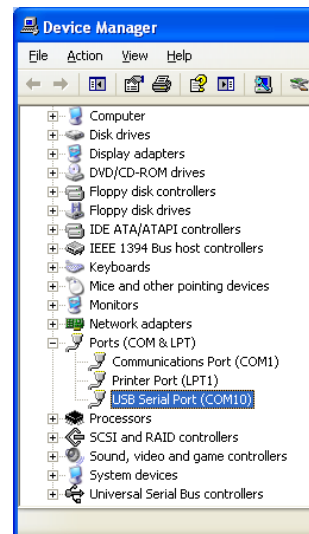 Device Manager
File Action View Help
Computer
Disk drives
Display adapters
DVD/CD-ROM drives
Floppy disk controllers
Floppy disk drives
IDE ATA/ATAPI controllers
IEEE 1394 Bus host controllers
Keyboards
Mice and other pointing devices
Monitors
Network adapters
Ports (COM & LPT)
Communications Port (COM1)
Printer Port (LPT1)
USB Serial Port (COM10)
Processors
SCSI and RAID controllers
Sound, video and game controllers
System devices
Universal Serial Bus controllers